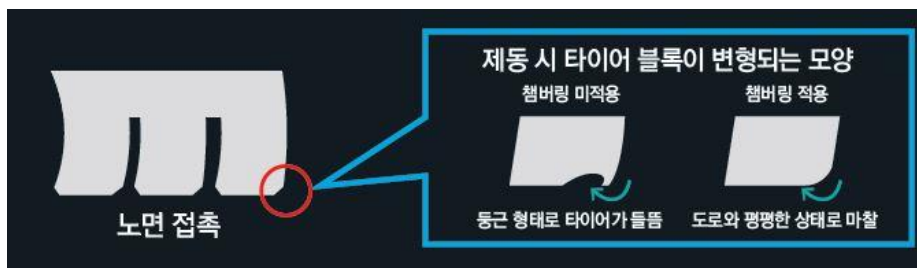 제동 시 타이어 블록이 변형되는 모양
챔버링 미적용
챔버링 적용
노면 접촉
둥근 형태로 타이어가 들뜸
도로와 평평한 상태로 마찰